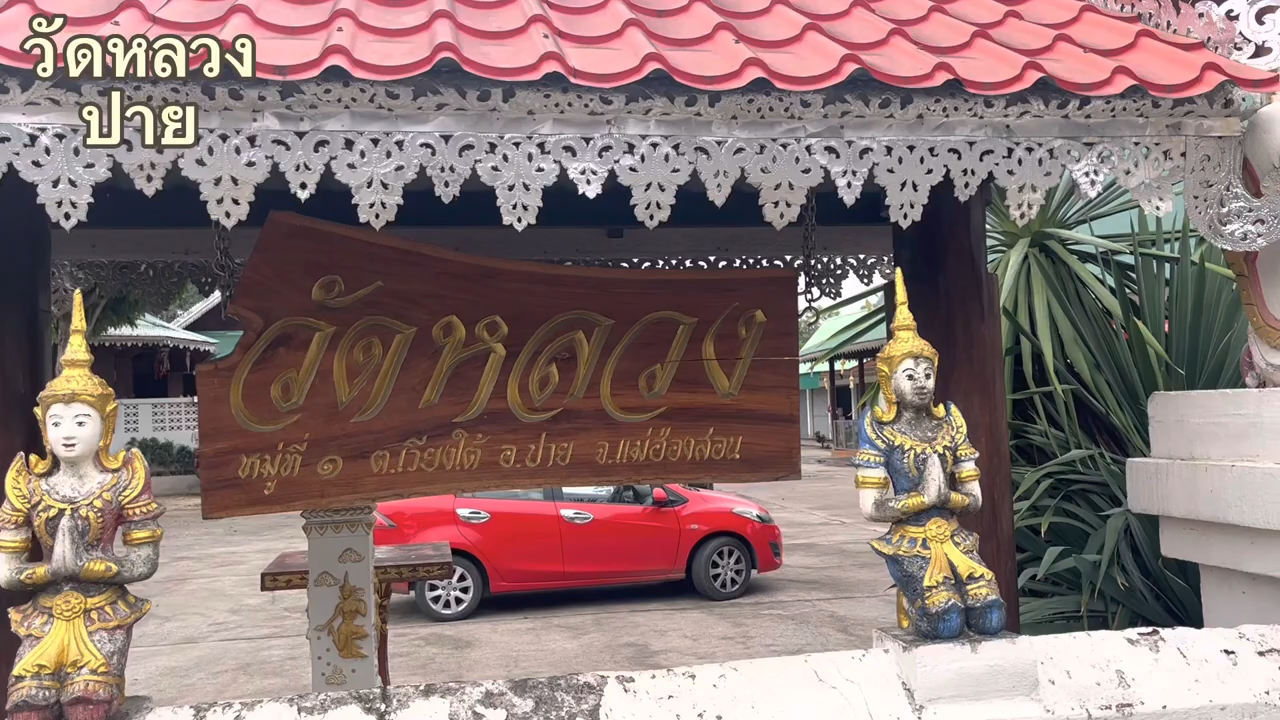 วัดหลวง
ปาย
วัดหลวง
หมู่ที่ ๑ ต.เวียงใต้ อ.ปาย จ.แม่ฮ่องสอน